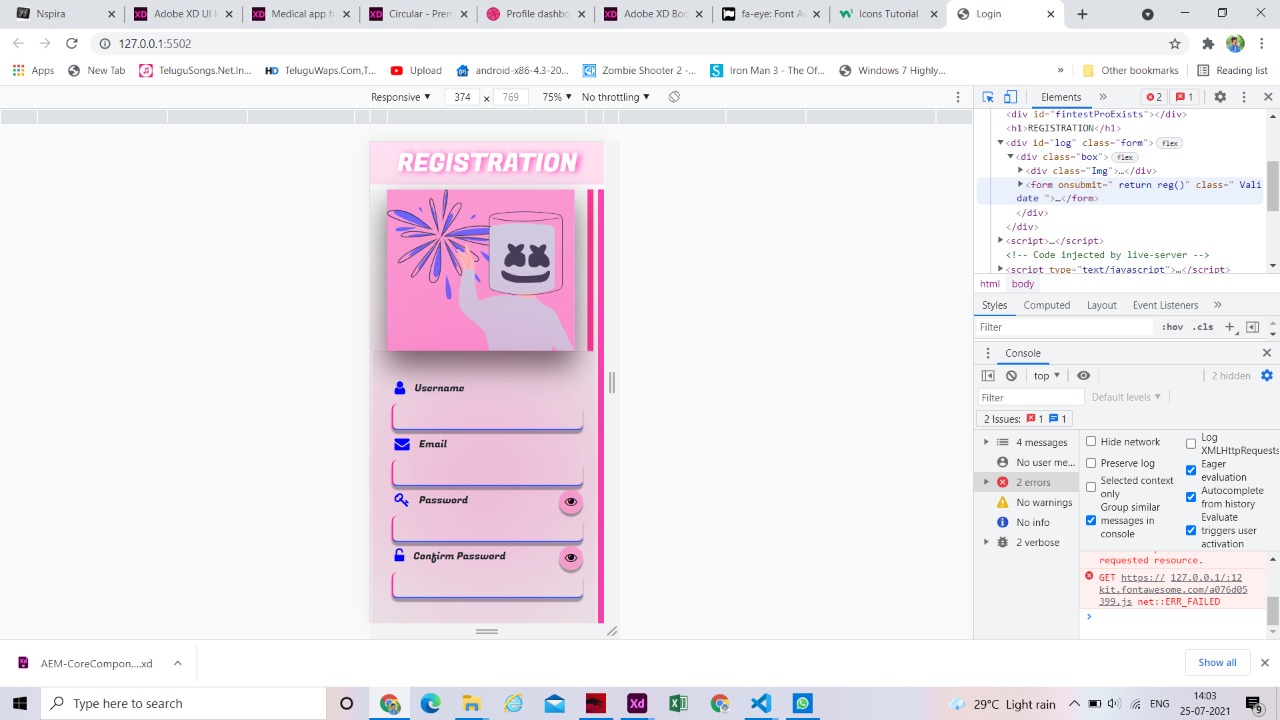 Nspira
Adobe XD UI k
Medical app fr
Circular - Prem
Profile dashbo
Adobe XD Boo
fa-eye: Font A
Icons Tutorial
Login
127.0.0.1:5502
Apps
New Tab
TeluguSongs.Net.In...
TeluguWaps.Com,T...
Upload
android-x86-4.3-20...
Zombie Shooter 2 -...
Iron Man 3 - The Of...
Windows 7 Highly...
»
Other bookmarks
Reading list
Responsive ▼
374
x
769
75% ▼
No throttling ▼
Elements
»
2
1
<div id="fintestProExists"></div>
<h1>REGISTRATION</h1>
▼<div id="log" class="form"> flex
▼<div class="box"> flex
▶<div class="Img">…</div>
▶<form onsubmit=" return reg()" class=" Vali
date ">…</form>
</div>
</div>
▶<script>…</script>
<!-- Code injected by live-server -->
▶<script type="text/javascript">…</script>
html
body
Styles
Computed
Layout
Event Listeners
»
Filter
:hov
.cls
Console
top ▼
2 hidden
Filter
Default levels ▼
2 Issues:
1
1
4 messages
No user me...
2 errors
No warnings
No info
2 verbose
Hide network
Preserve log
Selected context
only
Group similar
messages in
console
Log
XMLHttpRequests
Eager
evaluation
Autocomplete
from history
Evaluate
triggers user
activation
requested resource.
GET https:// 127.0.0.1/:12
kit.fontawesome.com/a076d05
399.js net::ERR_FAILED
REGISTRATION
Username
Email
Password
Confirm Password
AEM-CoreCompon....xd
Show all
Type here to search
29°C Light rain
ENG
14:03
25-07-2021
9